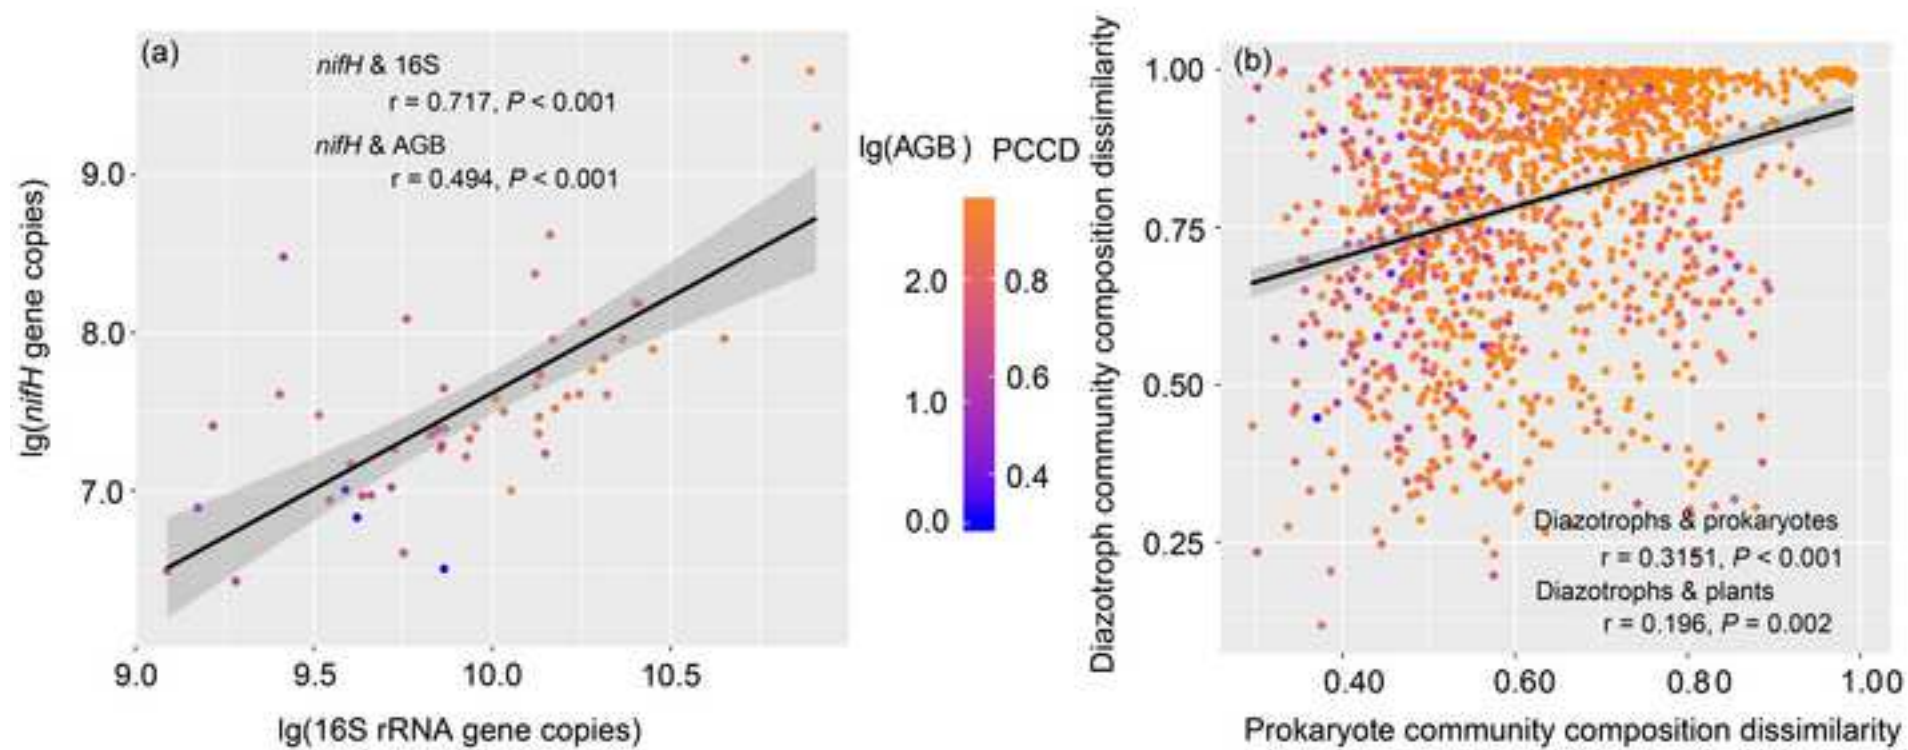 (a)
nifH & 16S
r = 0.717, P < 0.001
nifH & AGB
r = 0.494, P < 0.001
lg(nifH gene copies)
9.0
8.0
7.0
9.0 9.5 10.0 10.5
lg(16S rRNA gene copies)
lg(AGB) PCCD
2.0 0.8
0.6
1.0
0.4
0.0
Diazotroph community composition dissimilarity
(b)
1.00
0.75
0.50
0.25
Diazotrophs & prokaryotes
r = 0.3151, P < 0.001
Diazotrophs & plants
r = 0.196, P = 0.002
0.40 0.60 0.80 1.00
Prokaryote community composition dissimilarity